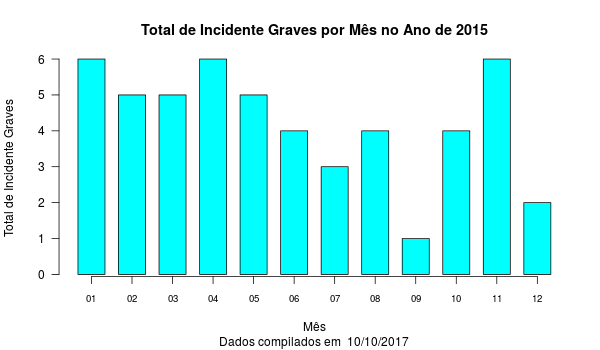 Total de Incidente Graves por Mês no Ano de 2015
Total de Incidente Graves
6
5
4
3
2
1
0
01 02 03 04 05 06 07 08 09 10 11 12
Mês
Dados compilados em 10/10/2017